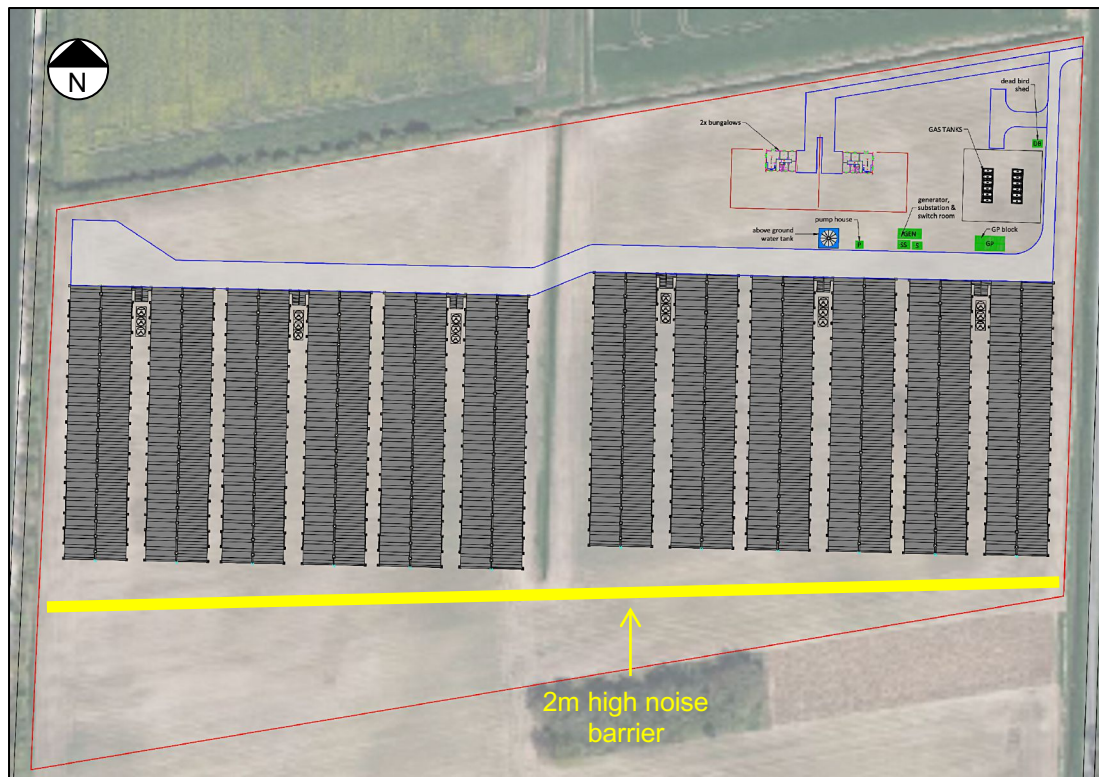 N
dead bird
shed
DB
2x bungalows
GAS TANKS
generator,
substation &
switch room
pump house
above ground
water tank
P
SS
S
GP block
GP
2m high noise
barrier